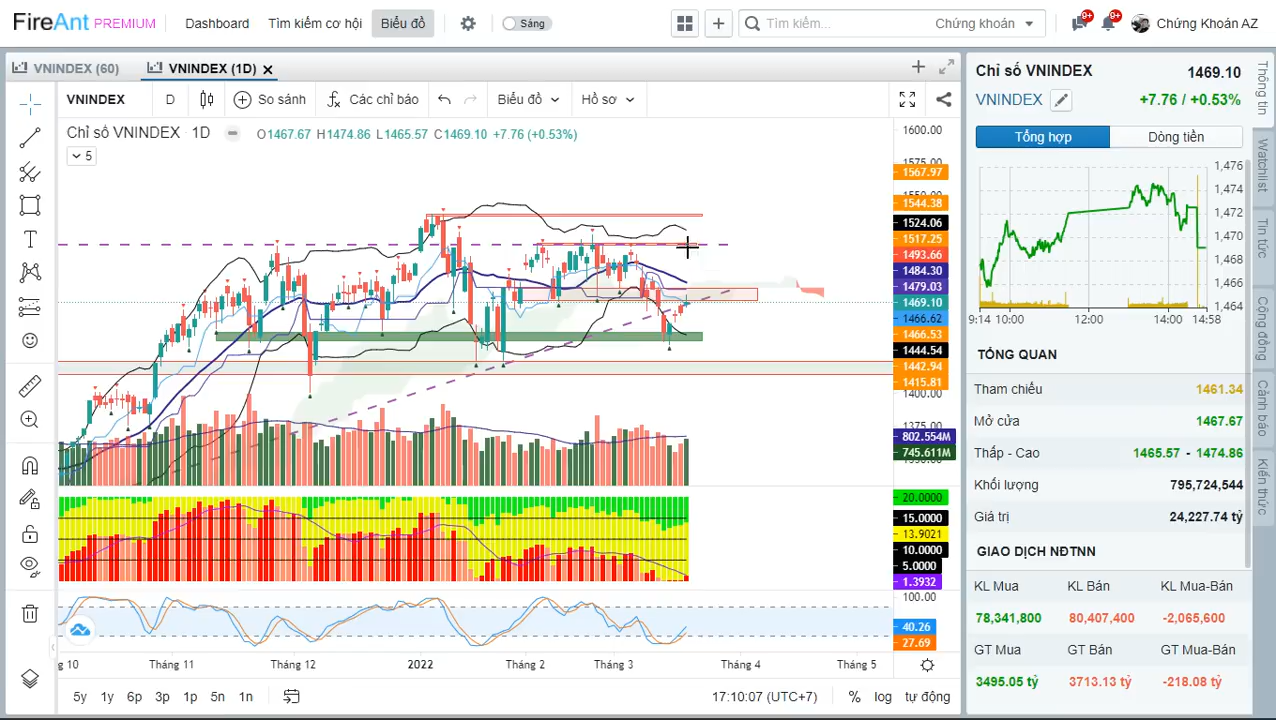 FireAnt PREMIUM
Dashboard
Tìm kiếm cơ hội
Biểu đồ
Sáng
Tìm kiếm...
Chứng khoán
9+
9+
Chứng Khoán AZ
VNINDEX (60)
VNINDEX (1D)
VNINDEX
D
So sánh
Các chỉ báo
Biểu đồ
Hồ sơ
Chỉ số VNINDEX · 1D
O1467.67 H1474.86 L1465.57 C1469.10 +7.76 (+0.53%)
5
1600.00
1567.97
1544.38
1524.06
1517.25
1493.66
1484.30
1479.03
1469.10
1466.62
1466.53
1444.54
1442.94
1415.81
1400.00
802.554M
745.611M
20.0000
15.0000
13.9021
10.0000
5.0000
1.3932
100.00
40.26
27.69
g 10
Tháng 11
Tháng 12
2022
Tháng 2
Tháng 3
Tháng 4
Tháng 5
5y
1y
6p
3p
1p
5n
1n
17:10:07 (UTC+7)
%
log
tự động
Chỉ số VNINDEX
1469.10
VNINDEX
+7.76 / +0.53%
Tổng hợp
Dòng tiền
1,476
1,474
1,472
1,470
1,468
1,466
1,464
9:14
10:00
12:00
14:00
14:58
TỔNG QUAN
Tham chiếu 1461.34
Mở cửa 1467.67
Thấp - Cao 1465.57 - 1474.86
Khối lượng 795,724,544
Giá trị 24,227.74 tỷ
GIAO DỊCH NĐTNN
KL Mua KL Bán KL Mua-Bán
78,341,800 80,407,400 -2,065,600
GT Mua GT Bán GT Mua-Bán
3495.05 tỷ 3713.13 tỷ -218.08 tỷ
Thông tin
Watchlist
Tin tức
Cộng đồng
Cảnh báo
Kiến thức